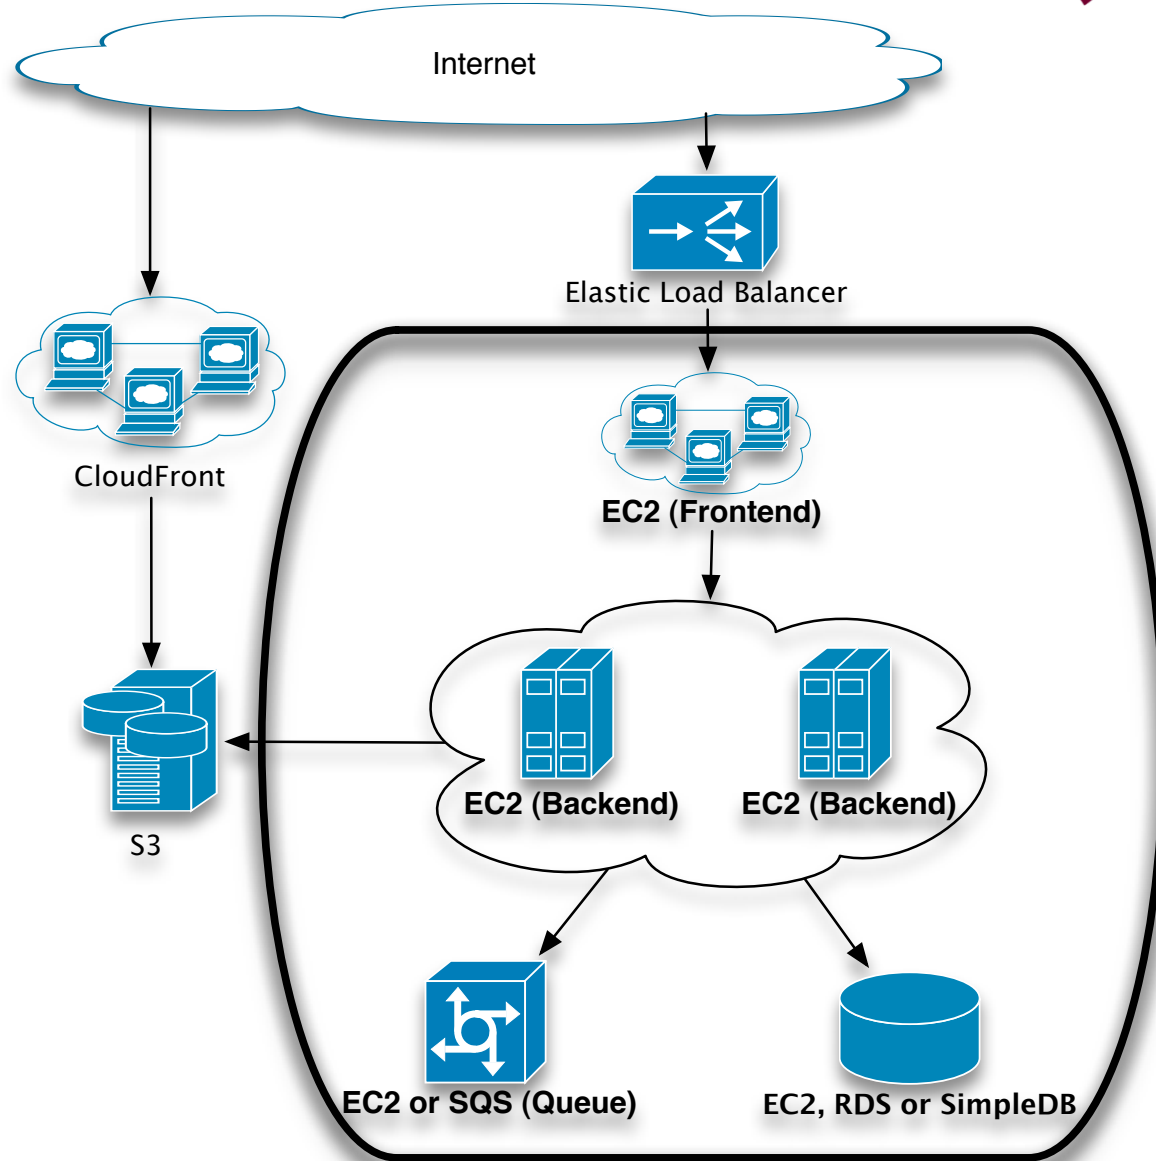 Internet
Elastic Load Balancer
CloudFront
EC2 (Frontend)
EC2 (Backend)
EC2 (Backend)
S3
EC2 or SQS (Queue)
EC2, RDS or SimpleDB